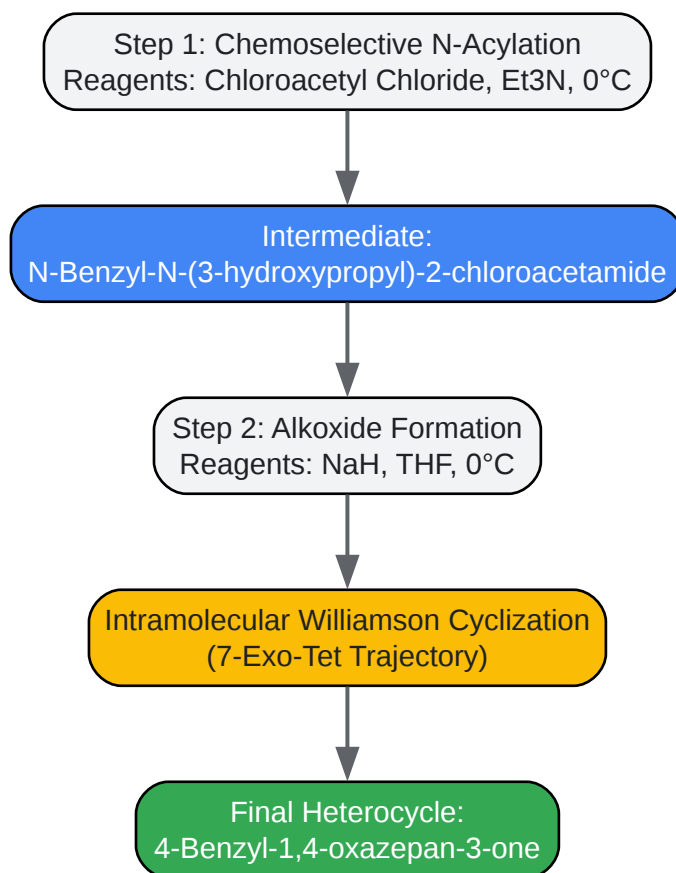 Step 1: Chemoselective N-Acylation
Reagents: Chloroacetyl Chloride, Et3N, 0°C
Intermediate:
N-Benzyl-N-(3-hydroxypropyl)-2-chloroacetamide
Step 2: Alkoxide Formation
Reagents: NaH, THF, 0°C
Intramolecular Williamson Cyclization
(7-Exo-Tet Trajectory)
Final Heterocycle:
4-Benzyl-1,4-oxazepan-3-one